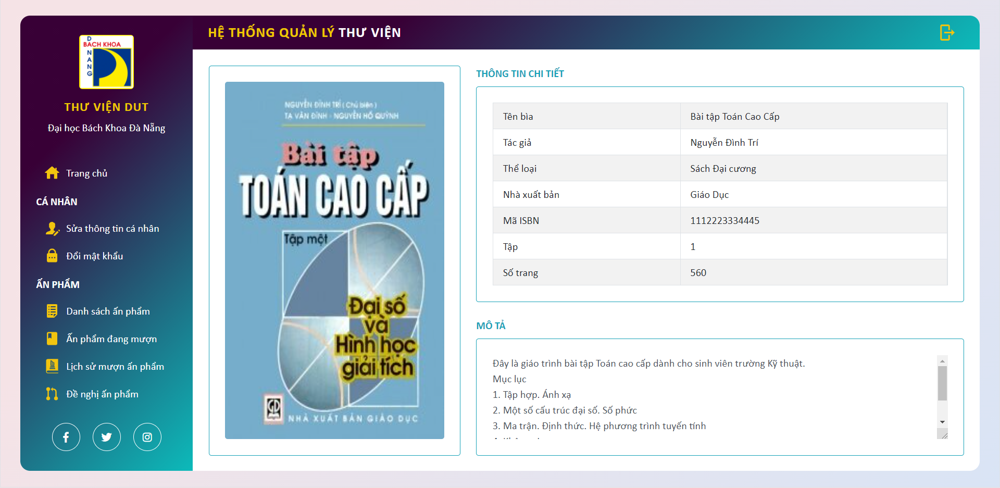 D
BÁCH KHOA
N
A
N
G
THƯ VIỆN DUT
Đại học Bách Khoa Đà Nẵng
Trang chủ
CÁ NHÂN
Sửa thông tin cá nhân
Đổi mật khẩu
ẤN PHẨM
Danh sách ấn phẩm
Ấn phẩm đang mượn
Lịch sử mượn ấn phẩm
Đề nghị ấn phẩm
HỆ THỐNG QUẢN LÝ THƯ VIỆN
NGUYỄN ĐÌNH TRÍ ( Chủ biên )
TẠ VĂN ĐĨNH - NGUYỄN HỒ QUỲNH
Bài tập
TOÁN CAO CẤP
Tập một
Đại số
và
Hình học
giải tích
GD
NHÀ XUẤT BẢN GIÁO DỤC
THÔNG TIN CHI TIẾT
Tên bìa Bài tập Toán Cao Cấp
Tác giả Nguyễn Đình Trí
Thể loại Sách Đại cương
Nhà xuất bản Giáo Dục
Mã ISBN 1112223334445
Tập 1
Số trang 560
MÔ TẢ
Đây là giáo trình bài tập Toán cao cấp dành cho sinh viên trường Kỹ thuật.
Mục lục
1. Tập hợp. Ánh xạ
2. Một số cấu trúc đại số. Số phức
3. Ma trận. Định thức. Hệ phương trình tuyến tính